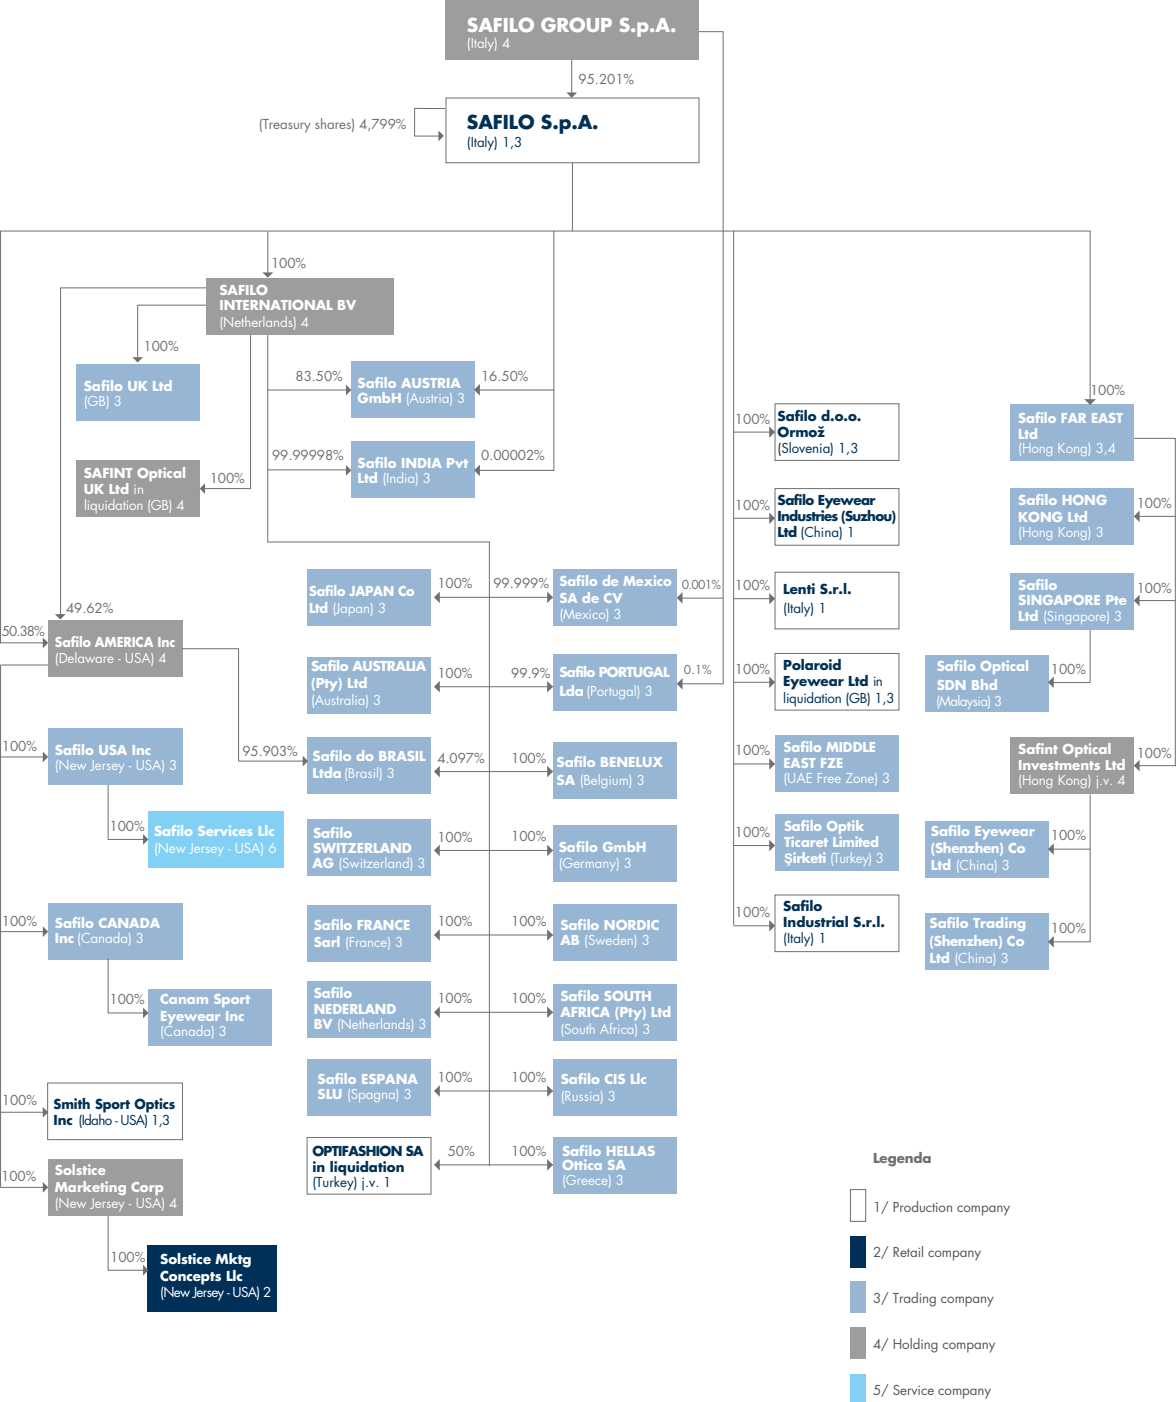 SAFILO GROUP S.p.A.
(Italy) 4
95.201%
(Treasury shares) 4,799%
SAFILO S.p.A.
(Italy) 1,3
100%
SAFILO
INTERNATIONAL BV
(Netherlands) 4
100%
Safilo UK Ltd
(GB) 3
83.50%
Safilo AUSTRIA
GmbH (Austria) 3
16.50%
SAFINT Optical
UK Ltd in
liquidation (GB) 4
100%
99.99998%
Safilo INDIA Pvt
Ltd (India) 3
0.00002%
49.62%
50.38%
Safilo AMERICA Inc
(Delaware - USA) 4
100%
Safilo USA Inc
(New Jersey - USA) 3
100%
Safilo Services Llc
(New Jersey - USA) 6
100%
Safilo CANADA
Inc (Canada) 3
100%
Canam Sport
Eyewear Inc
(Canada) 3
100%
Smith Sport Optics
Inc (Idaho - USA) 1,3
100%
Solstice
Marketing Corp
(New Jersey - USA) 4
100%
Solstice Mktg
Concepts Llc
(New Jersey - USA) 2
Safilo JAPAN Co
Ltd (Japan) 3
100%
99.999%
Safilo de Mexico
SA de CV
(Mexico) 3
0.001%
Safilo AUSTRALIA
(Pty) Ltd
(Australia) 3
100%
99.9%
Safilo PORTUGAL
Lda (Portugal) 3
0.1%
95.903%
Safilo do BRASIL
Ltda (Brasil) 3
4.097%
100%
Safilo BENELUX
SA (Belgium) 3
Safilo
SWITZERLAND
AG (Switzerland) 3
100%
100%
Safilo GmbH
(Germany) 3
Safilo FRANCE
Sarl (France) 3
100%
100%
Safilo NORDIC
AB (Sweden) 3
Safilo
NEDERLAND
BV (Netherlands) 3
100%
100%
Safilo SOUTH
AFRICA (Pty) Ltd
(South Africa) 3
Safilo ESPANA
SLU (Spagna) 3
100%
100%
Safilo CIS Llc
(Russia) 3
OPTIFASHION SA
in liquidation
(Turkey) j.v. 1
50%
100%
Safilo HELLAS
Ottica SA
(Greece) 3
100%
Safilo d.o.o.
Ormož
(Slovenia) 1,3
100%
Safilo Eyewear
Industries (Suzhou)
Ltd (China) 1
100%
Lenti S.r.l.
(Italy) 1
100%
Polaroid
Eyewear Ltd in
liquidation (GB) 1,3
100%
Safilo MIDDLE
EAST FZE
(UAE Free Zone) 3
100%
Safilo Optik
Ticaret Limited
Şirketi (Turkey) 3
100%
Safilo
Industrial S.r.l.
(Italy) 1
100%
Safilo FAR EAST
Ltd
(Hong Kong) 3,4
Safilo HONG
KONG Ltd
(Hong Kong) 3
100%
Safilo
SINGAPORE Pte
Ltd (Singapore) 3
100%
Safilo Optical
SDN Bhd
(Malaysia) 3
100%
Safint Optical
Investments Ltd
(Hong Kong) j.v. 4
100%
Safilo Eyewear
(Shenzhen) Co
Ltd (China) 3
100%
Safilo Trading
(Shenzhen) Co
Ltd (China) 3
100%
Legenda
1/ Production company
2/ Retail company
3/ Trading company
4/ Holding company
5/ Service company